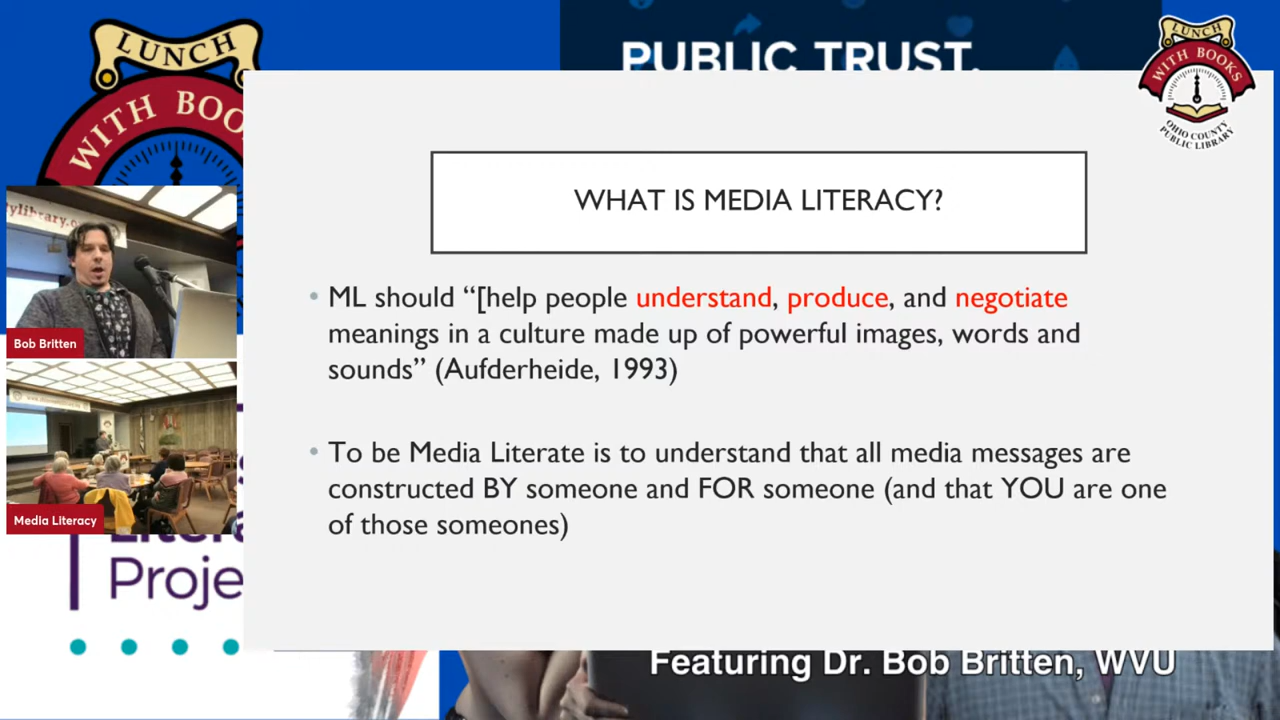 LUNCH
WITH BOO
PUBLIC TRUST.
LUNCH
WITH BOOKS
OHIO COUNTY
PUBLIC LIBRARY
WHAT IS MEDIA LITERACY?
• ML should “[help people understand, produce, and negotiate
meanings in a culture made up of powerful images, words and
sounds” (Aufderheide, 1993)
• To be Media Literate is to understand that all media messages are
constructed BY someone and FOR someone (and that YOU are one
of those someones)
ylibrary.o
Bob Britten
Media Literacy
Litera
Proje
Featuring Dr. Bob Britten, WVU